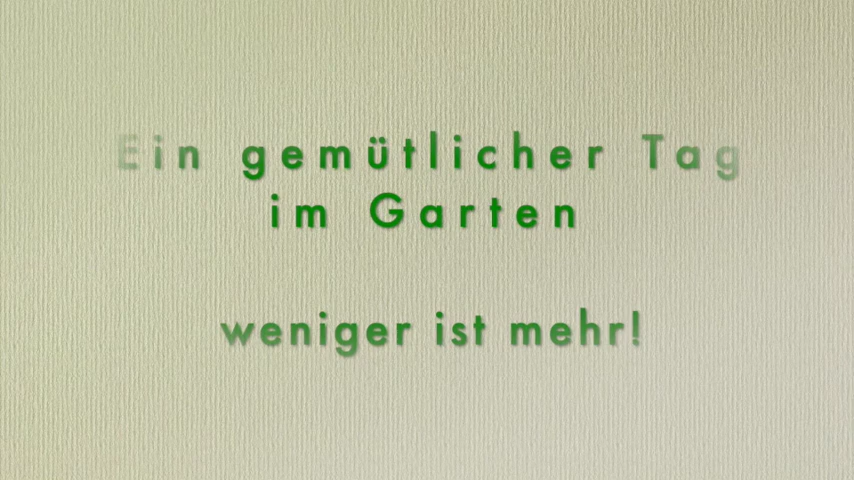 Ein gemütlicher Tag
im Garten
weniger ist mehr!